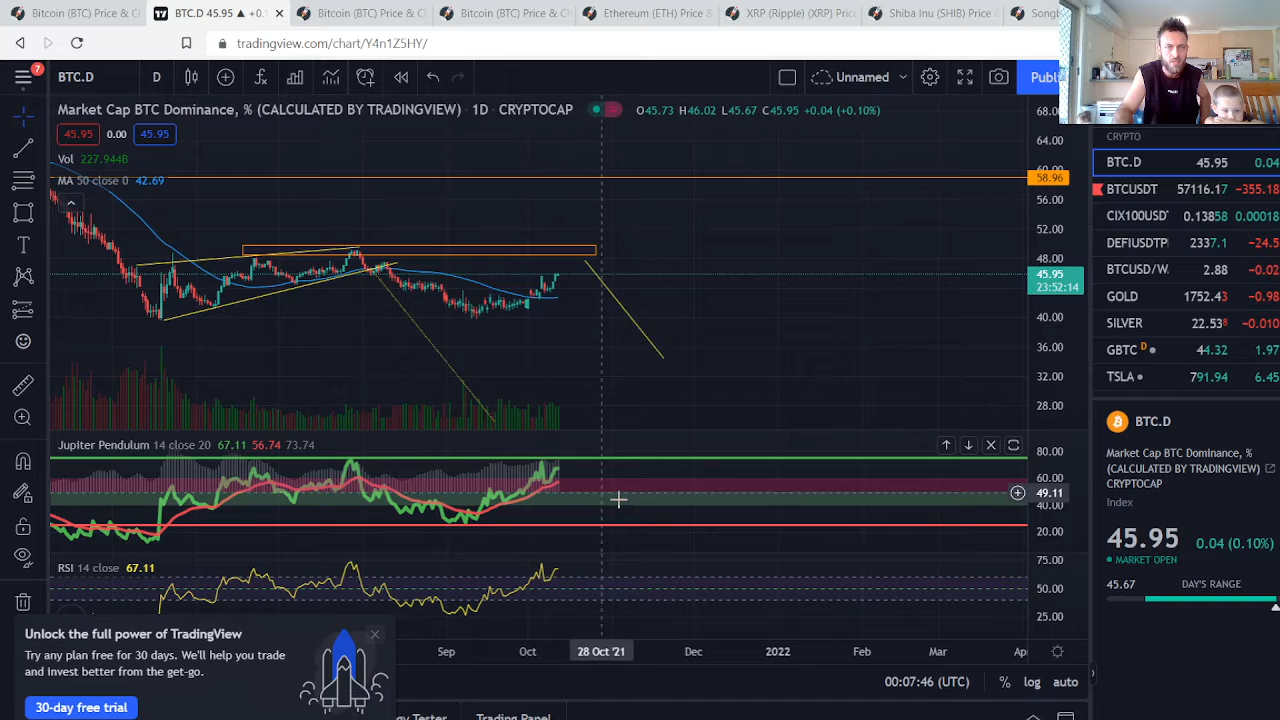 Bitcoin (BTC) Price & C
BTC.D 45.95 ▲ +0.1
Bitcoin (BTC) Price & Cl
Bitcoin (BTC) Price & Cl
Ethereum (ETH) Price &
XRP (Ripple) (XRP) Price
Shiba Inu (SHIB) Price &
Song
tradingview.com/chart/Y4n1Z5HY/
7
BTC.D
D
Unnamed
Publ
Market Cap BTC Dominance, % (CALCULATED BY TRADINGVIEW) · 1D · CRYPTOCAP
O45.73 H46.02 L45.67 C45.95 +0.04 (+0.10%)
45.95 0.00 45.95
Vol 227.944B
MA 50 close 0 42.69
68.00
64.00
60.00
58.96
56.00
52.00
48.00
45.95
23:52:14
40.00
36.00
32.00
28.00
Jupiter Pendulum 14 close 20 67.11 56.74 73.74
80.00
60.00
49.11
40.00
20.00
RSI 14 close 67.11
75.00
50.00
25.00
Sep
Oct
28 Oct '21
Dec
2022
Feb
Mar
Ap
00:07:46 (UTC)
%
log
auto
Unlock the full power of TradingView
Try any plan free for 30 days. We'll help you trade
and invest better from the get-go.
30-day free trial
gy Tester
Trading Panel
CRYPTO
BTC.D 45.95 0.04
BTCUSDT 57116.17 -355.18
CIX100USD 0.13858 0.00018
DEFIUSDTP 2337.1 -24.5
BTCUSD/W 2.88 -0.02
GOLD 1752.43 -0.98
SILVER 22.538 -0.010
GBTC D 44.32 1.97
TSLA 791.94 6.45
BTC.D
Market Cap BTC Dominance, %
(CALCULATED BY TRADINGVIEW)
CRYPTOCAP
Index
45.95 0.04 (0.10%)
MARKET OPEN
45.67
DAY'S RANGE